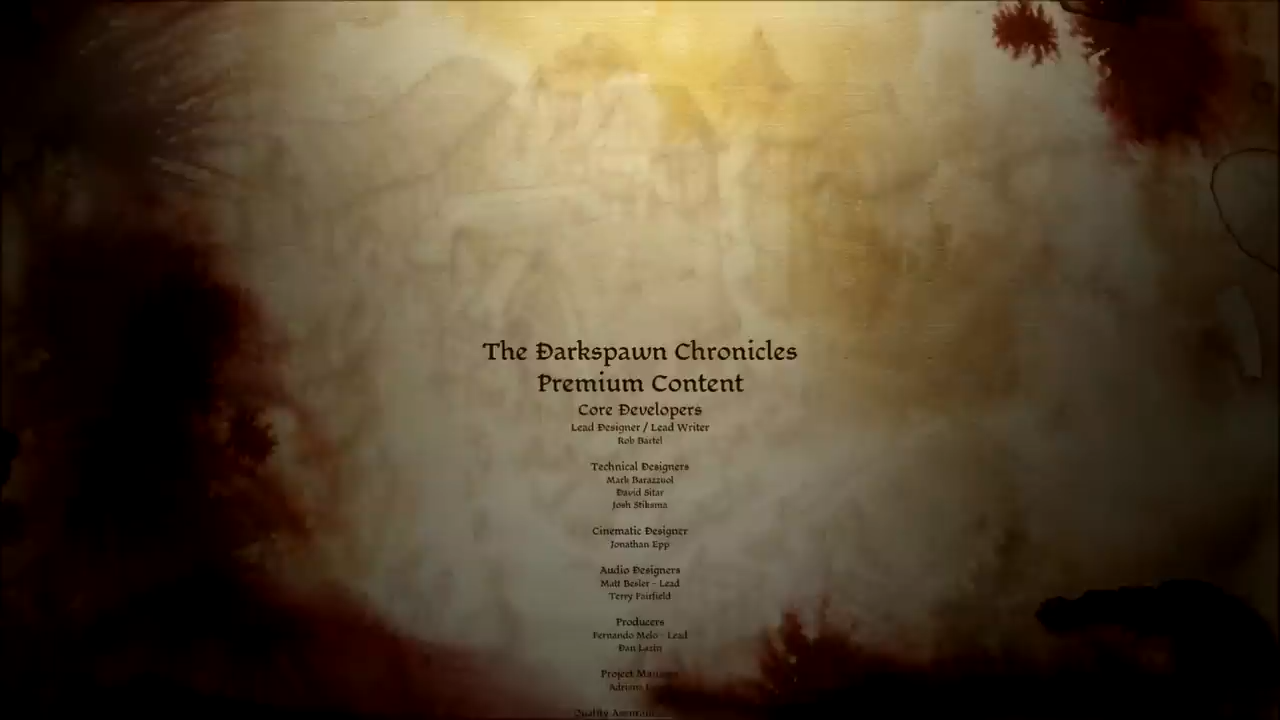 The Darkspawn Chronicles
Premium Content
Core Developers
Lead Designer / Lead Writer
Rob Bartel
Technical Designers
Mark Barazzuol
David Sitar
Josh Stiksma
Cinematic Designer
Jonathan Epp
Audio Designers
Matt Besler - Lead
Terry Fairfield
Producers
Fernando Melo - Lead
Dan Lazin
Project
Quality